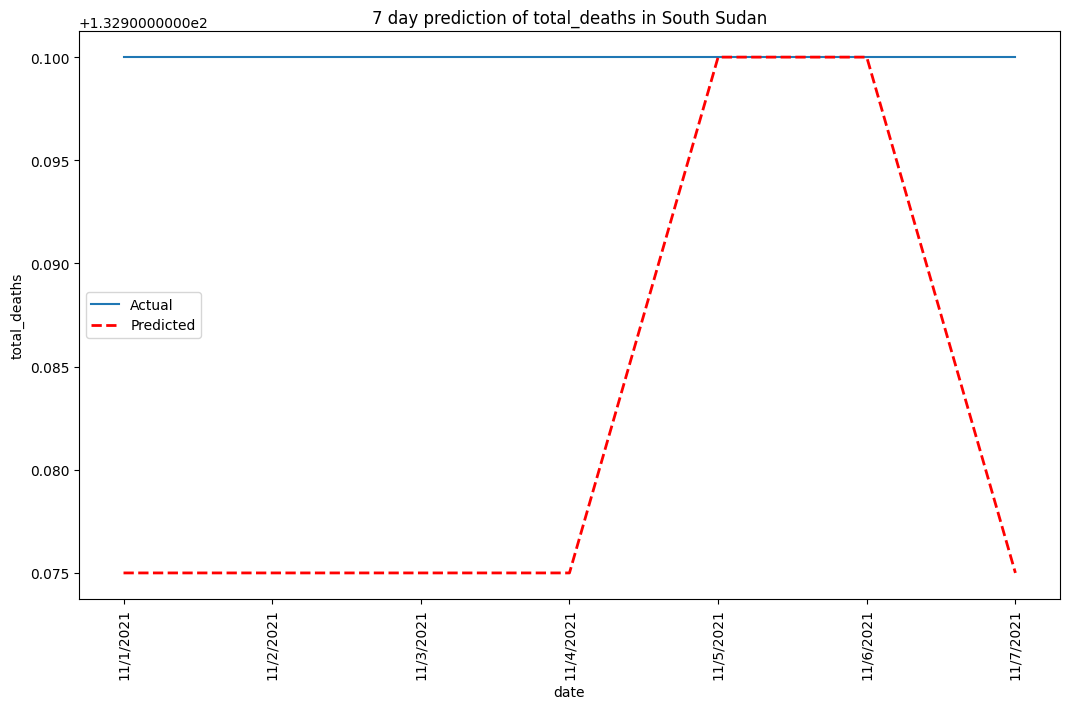 7 day prediction of total_deaths in South Sudan
+1.3290000000e2
0.100
0.095
0.090
0.085
0.080
0.075
total_deaths
Actual
Predicted
11/1/2021
11/2/2021
11/3/2021
11/4/2021
11/5/2021
11/6/2021
11/7/2021
date